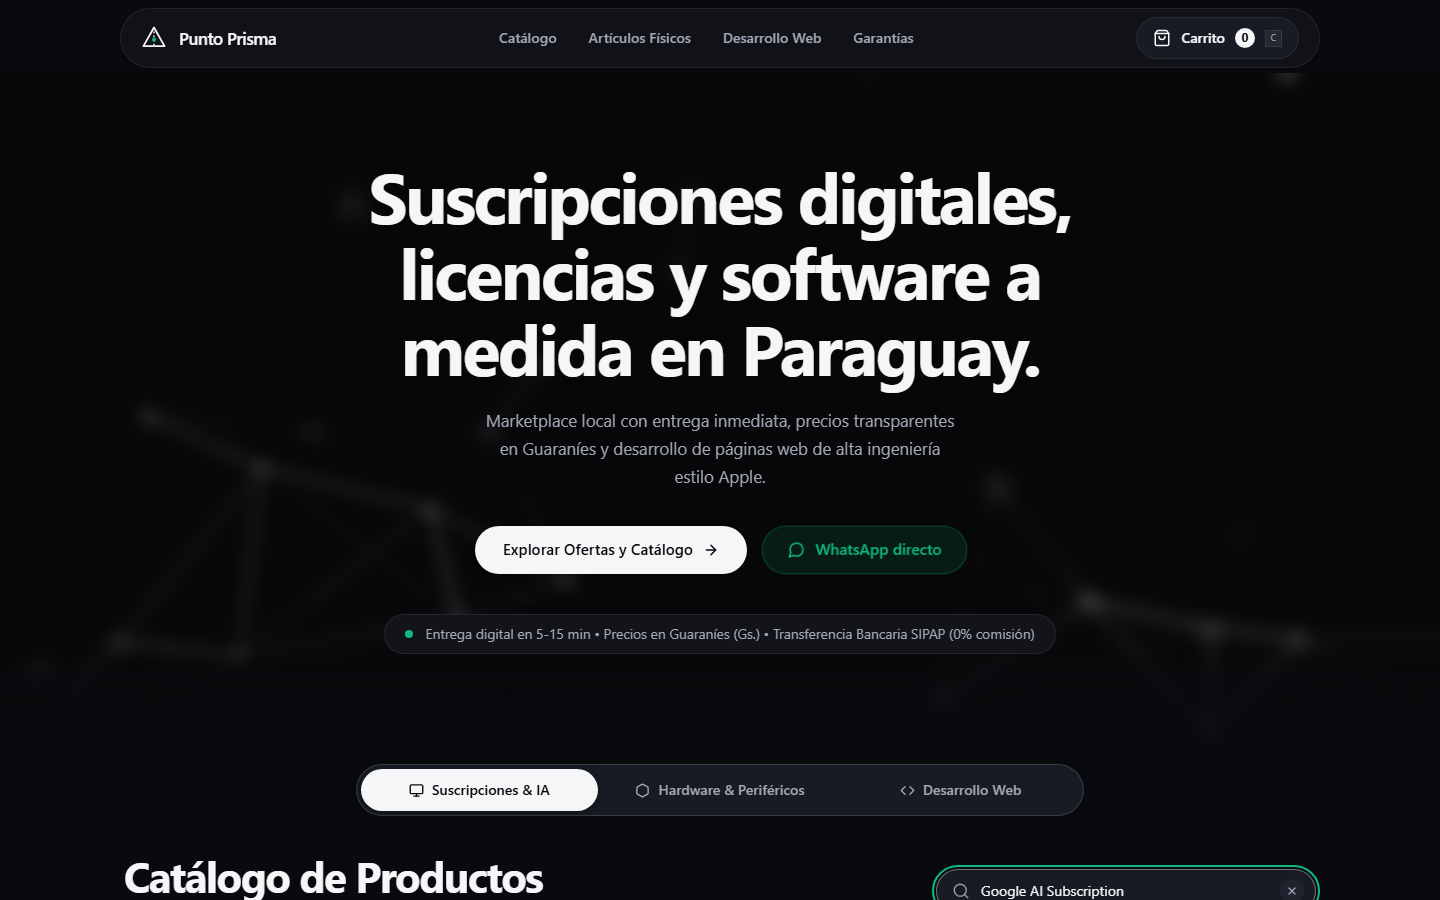 Punto Prisma
Catálogo
Artículos Físicos
Desarrollo Web
Garantías
Carrito 0 C
Suscripciones digitales,
licencias y software a
medida en Paraguay.
Marketplace local con entrega inmediata, precios transparentes
en Guaraníes y desarrollo de páginas web de alta ingeniería
estilo Apple.
Explorar Ofertas y Catálogo →
WhatsApp directo
Entrega digital en 5-15 min • Precios en Guaraníes (Gs.) • Transferencia Bancaria SIPAP (0% comisión)
Suscripciones & IA
Hardware & Periféricos
Desarrollo Web
Catálogo de Productos
Google AI Subscription